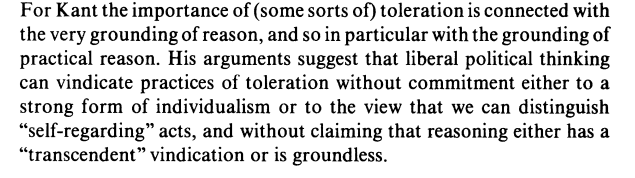 For Kant the importance of (some sorts of) toleration is connected with
the very grounding of reason, and so in particular with the grounding of
practical reason. His arguments suggest that liberal political thinking
can vindicate practices of toleration without commitment either to a
strong form of individualism or to the view that we can distinguish
“self-regarding” acts, and without claiming that reasoning either has a
“transcendent” vindication or is groundless.